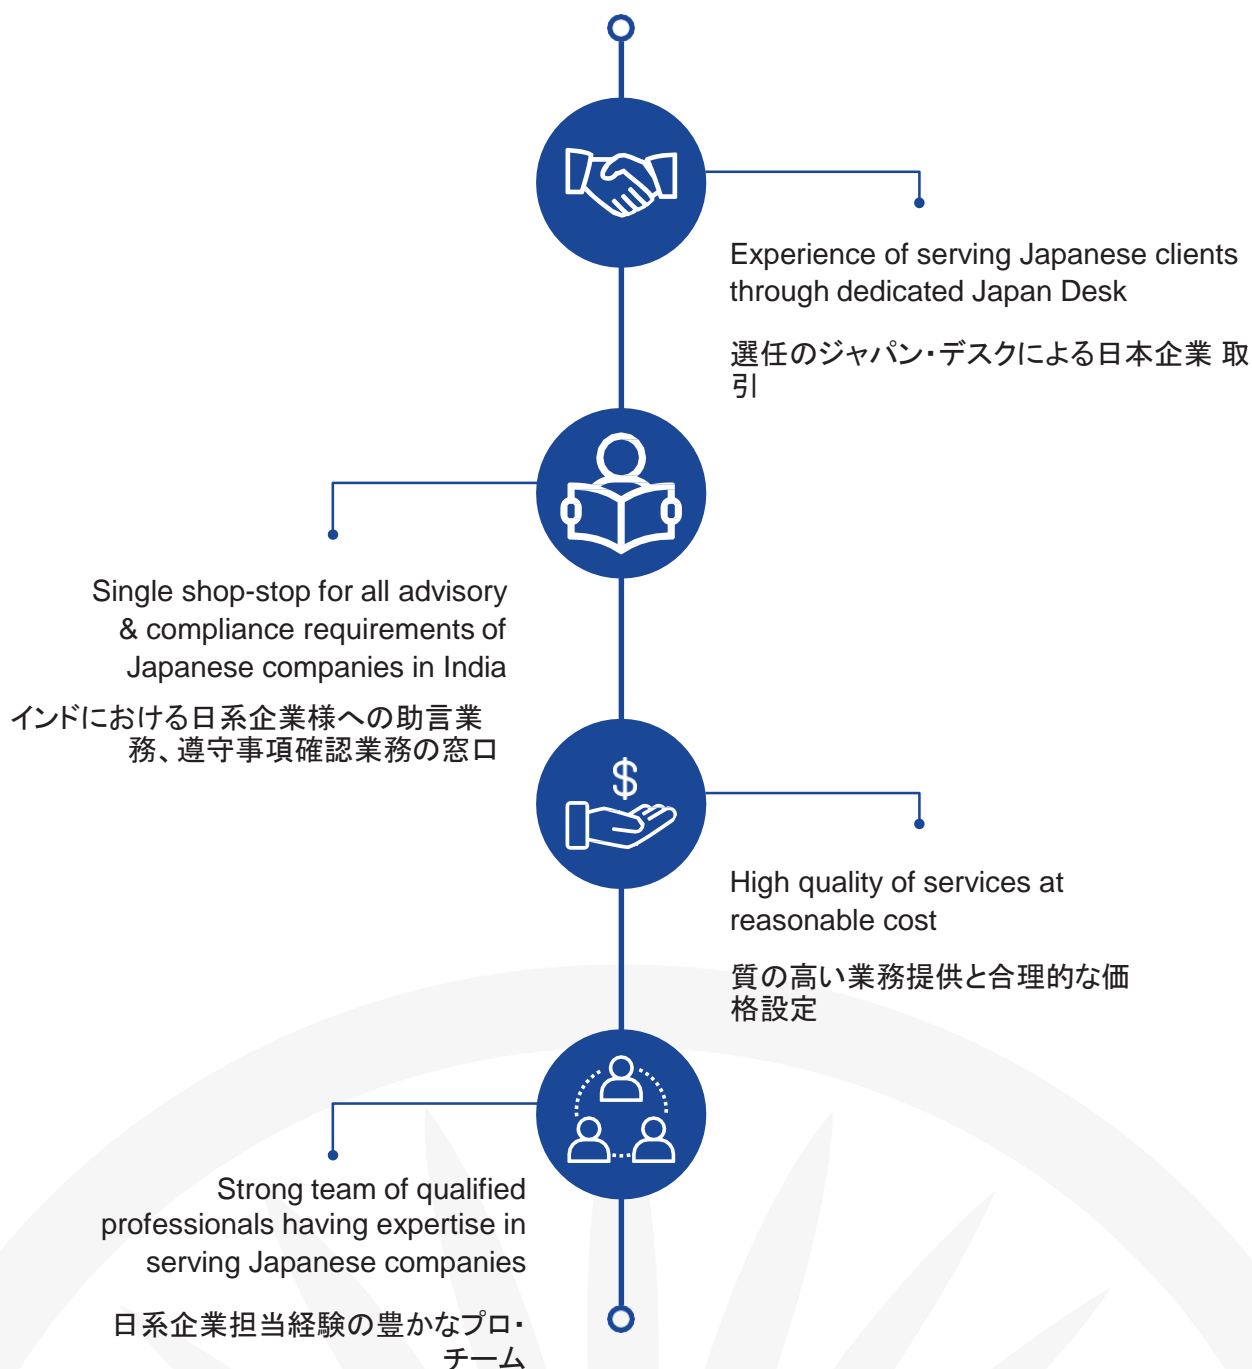 Experience of serving Japanese clients
through dedicated Japan Desk
選任のジャパン・デスクによる日本企業 取
引
Single shop-stop for all advisory
& compliance requirements of
Japanese companies in India
インドにおける日系企業様への助言業
務、遵守事項確認業務の窓口
$
High quality of services at
reasonable cost
質の高い業務提供と合理的な価
格設定
Strong team of qualified
professionals having expertise in
serving Japanese companies
日系企業担当経験の豊かなプロ・
チーム